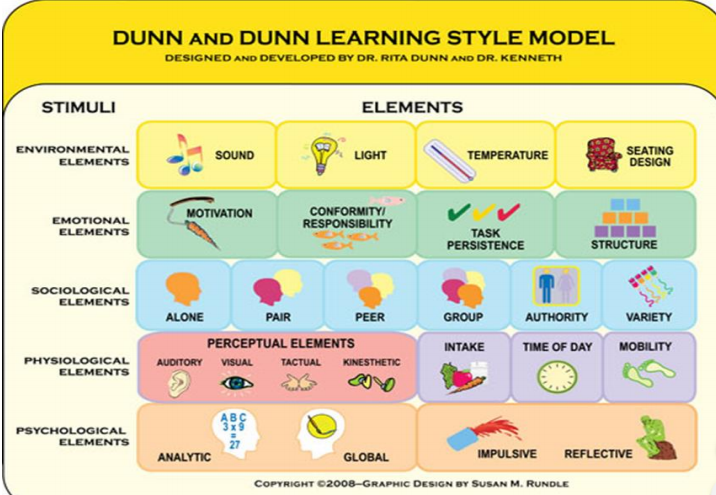 DUNN AND DUNN LEARNING STYLE MODEL
DESIGNED AND DEVELOPED BY DR. RITA DUNN AND DR. KENNETH
STIMULI
ELEMENTS
ENVIRONMENTAL
ELEMENTS
SOUND
LIGHT
TEMPERATURE
SEATING
DESIGN
EMOTIONAL
ELEMENTS
MOTIVATION
CONFORMITY/
RESPONSIBILITY
TASK
PERSISTENCE
STRUCTURE
SOCIOLOGICAL
ELEMENTS
ALONE
PAIR
PEER
GROUP
AUTHORITY
VARIETY
PHYSIOLOGICAL
ELEMENTS
PERCEPTUAL ELEMENTS
AUDITORY
VISUAL
TACTUAL
KINESTHETIC
INTAKE
TIME OF DAY
MOBILITY
PSYCHOLOGICAL
ELEMENTS
ANALYTIC
A B C
3 x 9
=
27
GLOBAL
IMPULSIVE
REFLECTIVE
COPYRIGHT ©2008–GRAPHIC DESIGN BY SUSAN M. RUNDLE